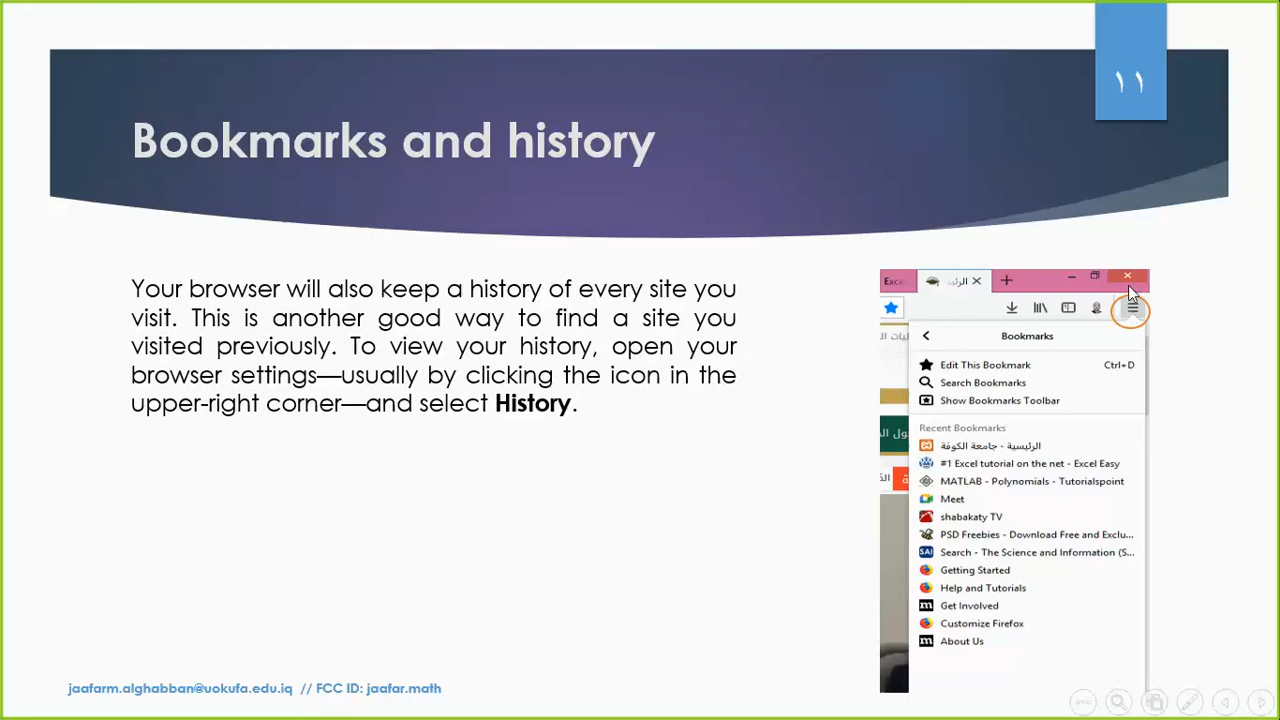 ١١
Bookmarks and history
Your browser will also keep a history of every site you
visit. This is another good way to find a site you
visited previously. To view your history, open your
browser settings—usually by clicking the icon in the
upper-right corner—and select History.
Exce
الرئيس
Bookmarks
Edit This Bookmark Ctrl+D
Search Bookmarks
Show Bookmarks Toolbar
Recent Bookmarks
الرئيسية - جامعة الكوفة
#1 Excel tutorial on the net - Excel Easy
MATLAB - Polynomials - Tutorialspoint
Meet
shabakaty TV
PSD Freebies - Download Free and Exclu...
SAI Search - The Science and Information (S...
Getting Started
Help and Tutorials
m Get Involved
Customize Firefox
m About Us
jaafarm.alghabban@uokufa.edu.iq // FCC ID: jaafar.math